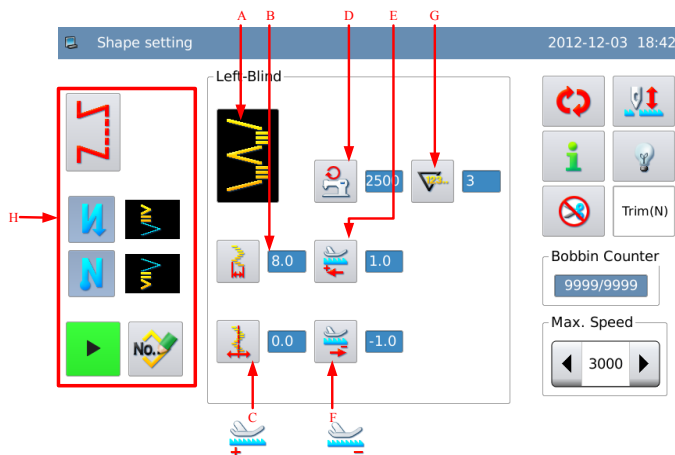 A B D E G
Shape setting 2012-12-03 18:42
Left-Blind
2500 123.. 3
H
Trim(N)
8.0 1.0
Bobbin Counter
9999/9999
Max. Speed
No.
0.0 -1.0
3000
C F